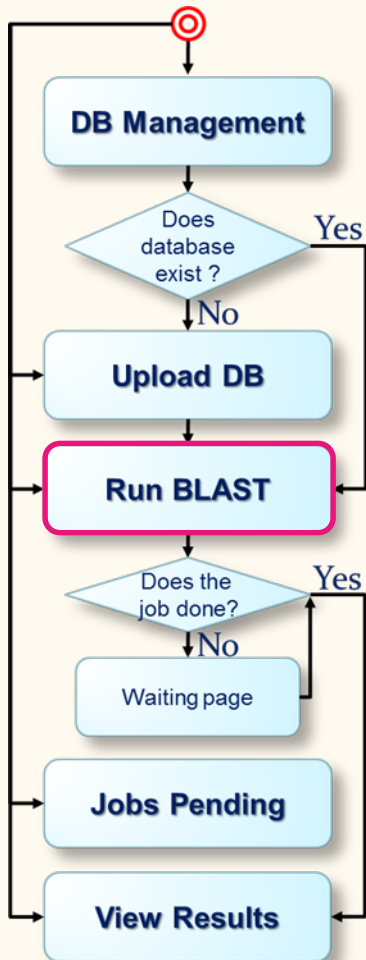 DB Management
Does
database
exist ?
Yes
No
Upload DB
Run BLAST
Does the
job done?
Yes
No
Waiting page
Jobs Pending
View Results